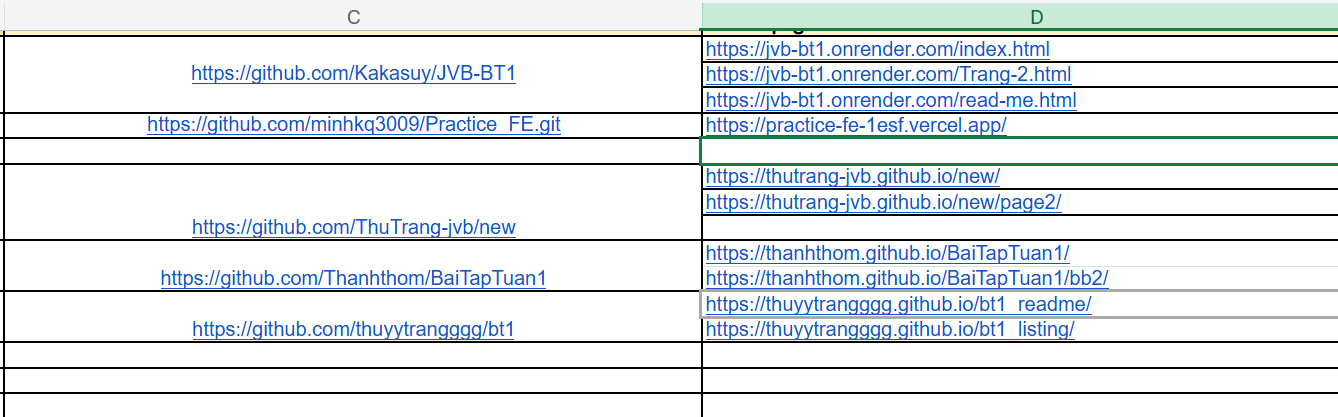 C
D
https://github.com/Kakasuy/JVB-BT1
https://jvb-bt1.onrender.com/index.html
https://jvb-bt1.onrender.com/Trang-2.html
https://jvb-bt1.onrender.com/read-me.html
https://github.com/minhkq3009/Practice_FE.git
https://practice-fe-1esf.vercel.app/
https://github.com/ThuTrang-jvb/new
https://thutrang-jvb.github.io/new/
https://thutrang-jvb.github.io/new/page2/
https://github.com/Thanhthom/BaiTapTuan1
https://thanhthom.github.io/BaiTapTuan1/
https://thanhthom.github.io/BaiTapTuan1/bb2/
https://github.com/thuyytrangggg/bt1
https://thuyytrangggg.github.io/bt1_readme/
https://thuyytrangggg.github.io/bt1_listing/